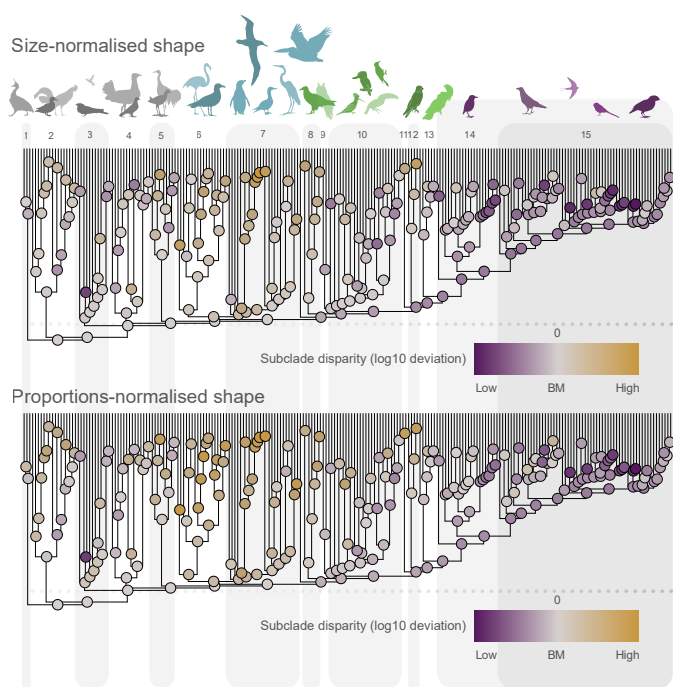 Size-normalised shape
1 2 3 4 5 6 7 8 9 10 11 12 13 14 15
0
Subclade disparity (log10 deviation)
Low BM High
Proportions-normalised shape
0
Subclade disparity (log10 deviation)
Low BM High